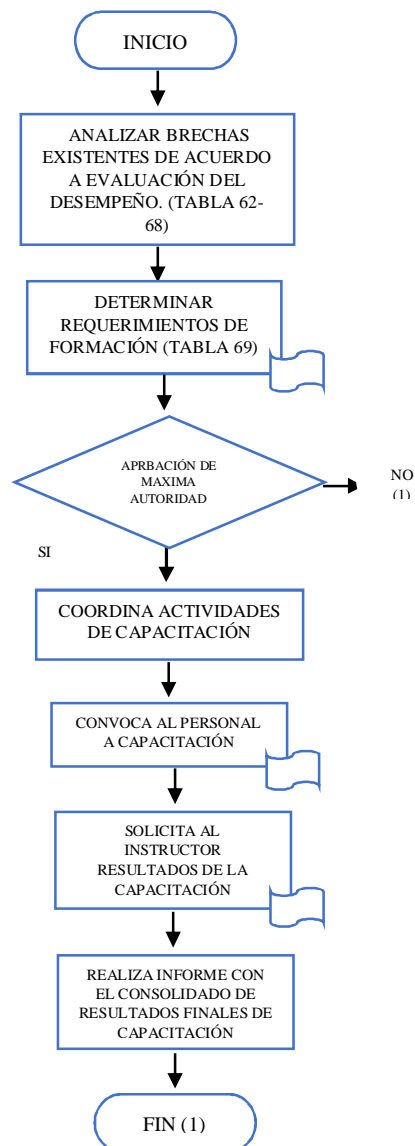 INICIO
ANALIZAR BRECHAS
EXISTENTES DE ACUERDO
A EVALUACIÓN DEL
DESEMPEÑO. (TABLA 62-
68)
DETERMINAR
REQUERIMIENTOS DE
FORMACIÓN (TABLA 69)
APRBACIÓN DE
MAXIMA
AUTORIDAD
NO
(1)
SI
COORDINA ACTIVIDADES
DE CAPACITACIÓN
CONVOCA AL PERSONAL
A CAPACITACIÓN
SOLICITA AL
INSTRUCTOR
RESULTADOS DE LA
CAPACITACIÓN
REALIZA INFORME CON
EL CONSOLIDADO DE
RESULTADOS FINALES DE
CAPACITACIÓN
FIN (1)